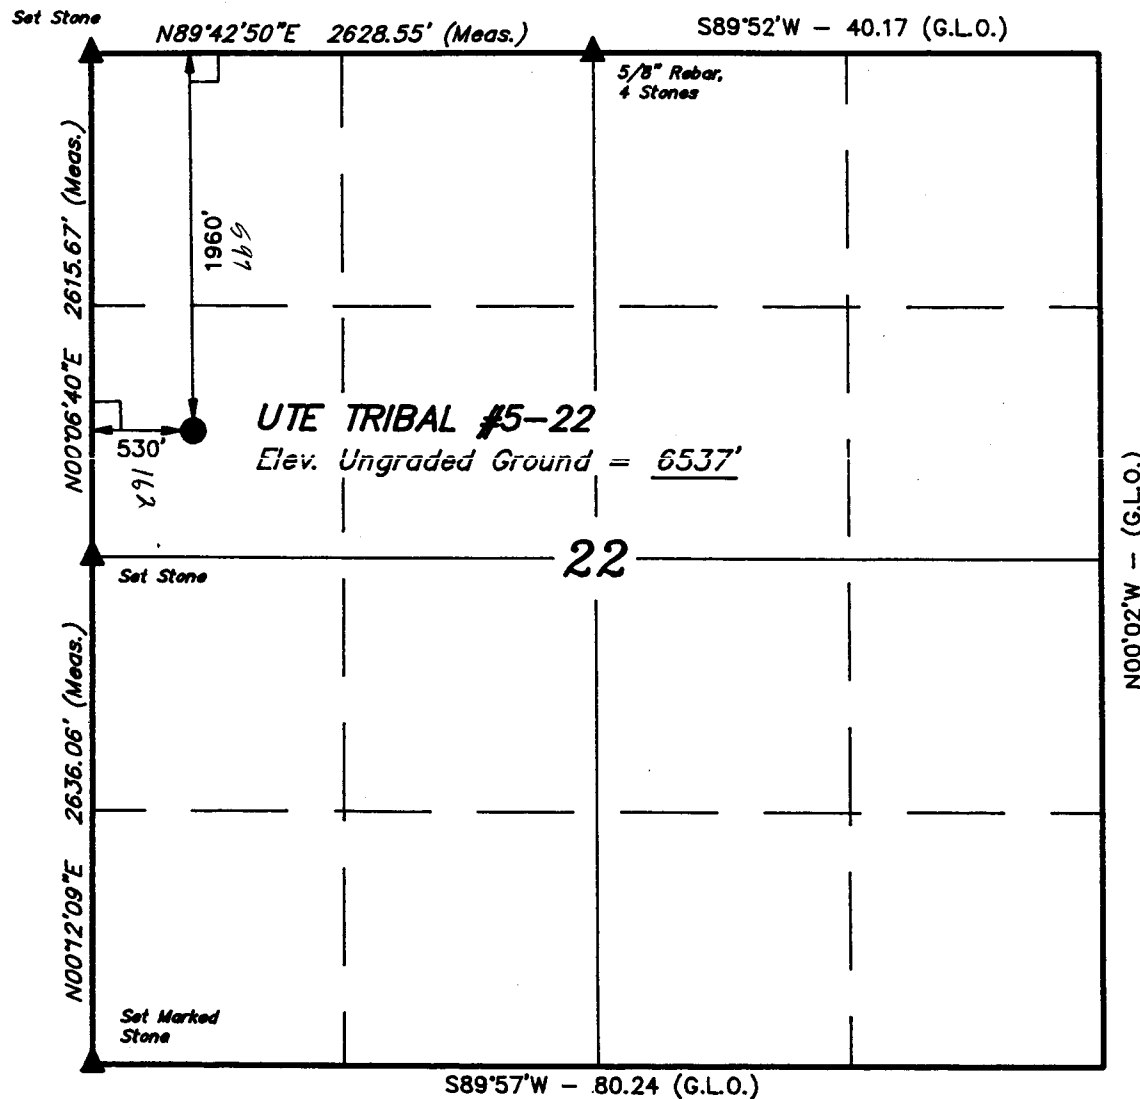 Set Stone
N89°42'50"E 2628.55' (Meas.)
S89°52'W – 40.17 (G.L.O.)
5/8" Rebar,
4 Stones
N00°06'40"E 2615.67' (Meas.)
1960'
597
530'
162
UTE TRIBAL #5-22
Elev. Ungraded Ground = 6537'
22
Set Stone
N00°02'W – (G.L.O.)
N00°12'09"E 2636.06' (Meas.)
Set Marked
Stone
S89°57'W – 80.24 (G.L.O.)